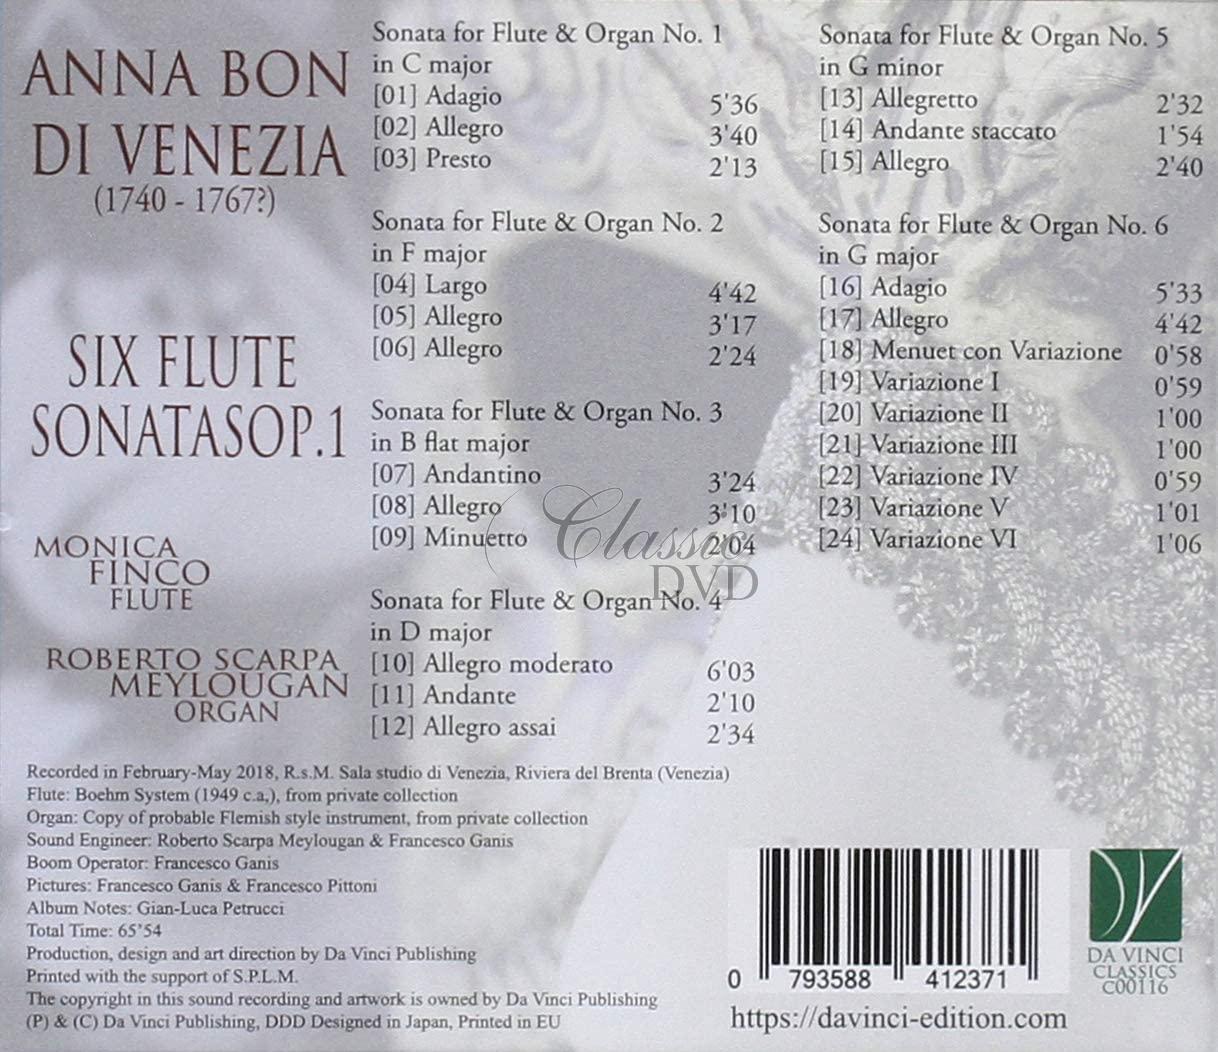 ANNA BON
DI VENEZIA
(1740 - 1767?)
SIX FLUTE
SONATASOP.1
MONICA
FINCO
FLUTE
ROBERTO SCARPA
MEYLOUGAN
ORGAN
Sonata for Flute & Organ No. 1
in C major
[01] Adagio 5'36
[02] Allegro 3'40
[03] Presto 2'13
Sonata for Flute & Organ No. 2
in F major
[04] Largo 4'42
[05] Allegro 3'17
[06] Allegro 2'24
Sonata for Flute & Organ No. 3
in B flat major
[07] Andantino 3'24
[08] Allegro 3'10
[09] Minuetto 2'04
Sonata for Flute & Organ No. 4
in D major
[10] Allegro moderato 6'03
[11] Andante 2'10
[12] Allegro assai 2'34
Sonata for Flute & Organ No. 5
in G minor
[13] Allegretto 2'32
[14] Andante staccato 1'54
[15] Allegro 2'40
Sonata for Flute & Organ No. 6
in G major
[16] Adagio 5'33
[17] Allegro 4'42
[18] Menuet con Variazione 0'58
[19] Variazione I 0'59
[20] Variazione II 1'00
[21] Variazione III 1'00
[22] Variazione IV 0'59
[23] Variazione V 1'01
[24] Variazione VI 1'06
Classic
DVD
Recorded in February-May 2018, R.s.M. Sala studio di Venezia, Riviera del Brenta (Venezia)
Flute: Boehm System (1949 c.a,), from private collection
Organ: Copy of probable Flemish style instrument, from private collection
Sound Engineer: Roberto Scarpa Meylougan & Francesco Ganis
Boom Operator: Francesco Ganis
Pictures: Francesco Ganis & Francesco Pittoni
Album Notes: Gian-Luca Petrucci
Total Time: 65'54
Production, design and art direction by Da Vinci Publishing
Printed with the support of S.P.L.M.
The copyright in this sound recording and artwork is owned by Da Vinci Publishing
(P) & (C) Da Vinci Publishing, DDD Designed in Japan, Printed in EU
0 793588 412371
https://davinci-edition.com
DA VINCI
CLASSICS
C00116